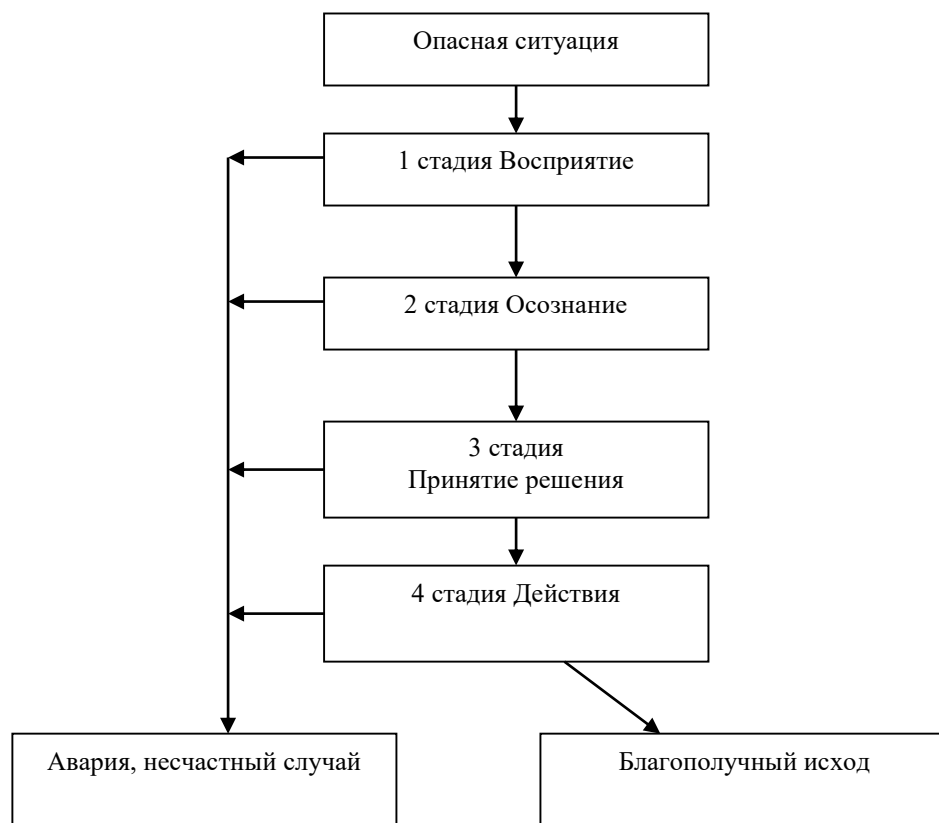 Опасная ситуация
1 стадия Восприятие
2 стадия Осознание
3 стадия
Принятие решения
4 стадия Действия
Авария, несчастный случай
Благополучный исход